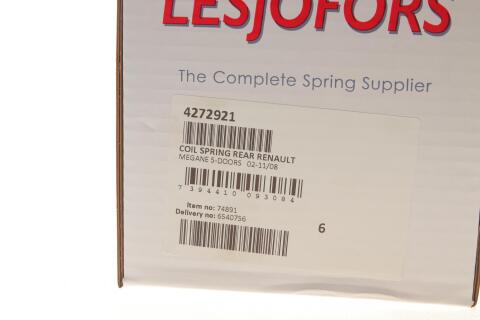 LESJÖFORS
The Complete Spring Supplier
4272921
COIL SPRING REAR RENAULT
MEGANE 5-DOORS 02-11/08
7 394410 093084
Item no: 74891
Delivery no: 6540756
6